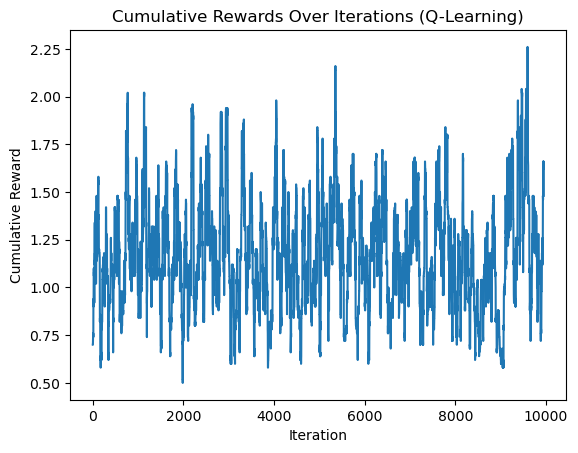 Cumulative Rewards Over Iterations (Q-Learning)
2.25
2.00
1.75
1.50
1.25
1.00
0.75
0.50
Cumulative Reward
0 2000 4000 6000 8000 10000
Iteration